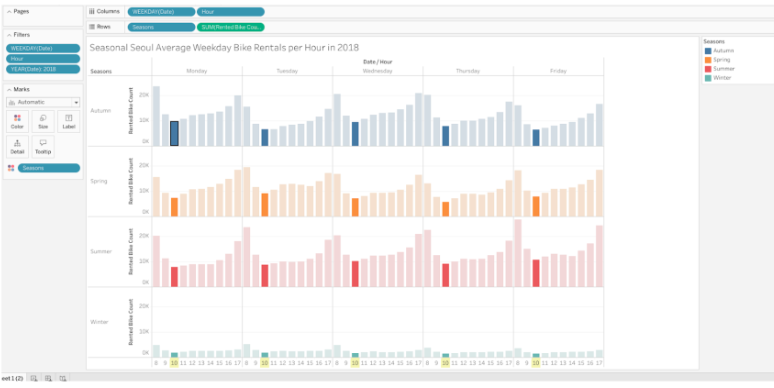 Pages
Columns
WEEKDAY(Date)
Hour
Rows
Seasons
SUM(Rented Bike Cou..
Filters
WEEKDAY(Date)
Hour
YEAR(Date): 2018
Marks
Automatic
Color
Size
Label
Detail
Tooltip
Seasons
Seasonal Seoul Average Weekday Bike Rentals per Hour in 2018
Date / Hour
Seasons
Monday
Tuesday
Wednesday
Thursday
Friday
Autumn
Rented Bike Count
20K
10K
0K
Spring
Rented Bike Count
20K
10K
0K
Summer
Rented Bike Count
20K
10K
0K
Winter
Rented Bike Count
20K
10K
0K
8 9 10 11 12 13 14 15 16 17 8 9 10 11 12 13 14 15 16 17 8 9 10 11 12 13 14 15 16 17 8 9 10 11 12 13 14 15 16 17 8 9 10 11 12 13 14 15 16 17
Seasons
Autumn
Spring
Summer
Winter
eet 1 (2)